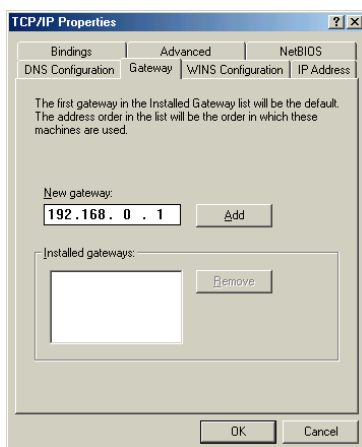 TCP/IP Properties
Bindings Advanced NetBIOS
DNS Configuration Gateway WINS Configuration IP Address
The first gateway in the Installed Gateway list will be the default.
The address order in the list will be the order in which these
machines are used.
New gateway:
192.168. 0 . 1 Add
Installed gateways:
Remove
OK Cancel